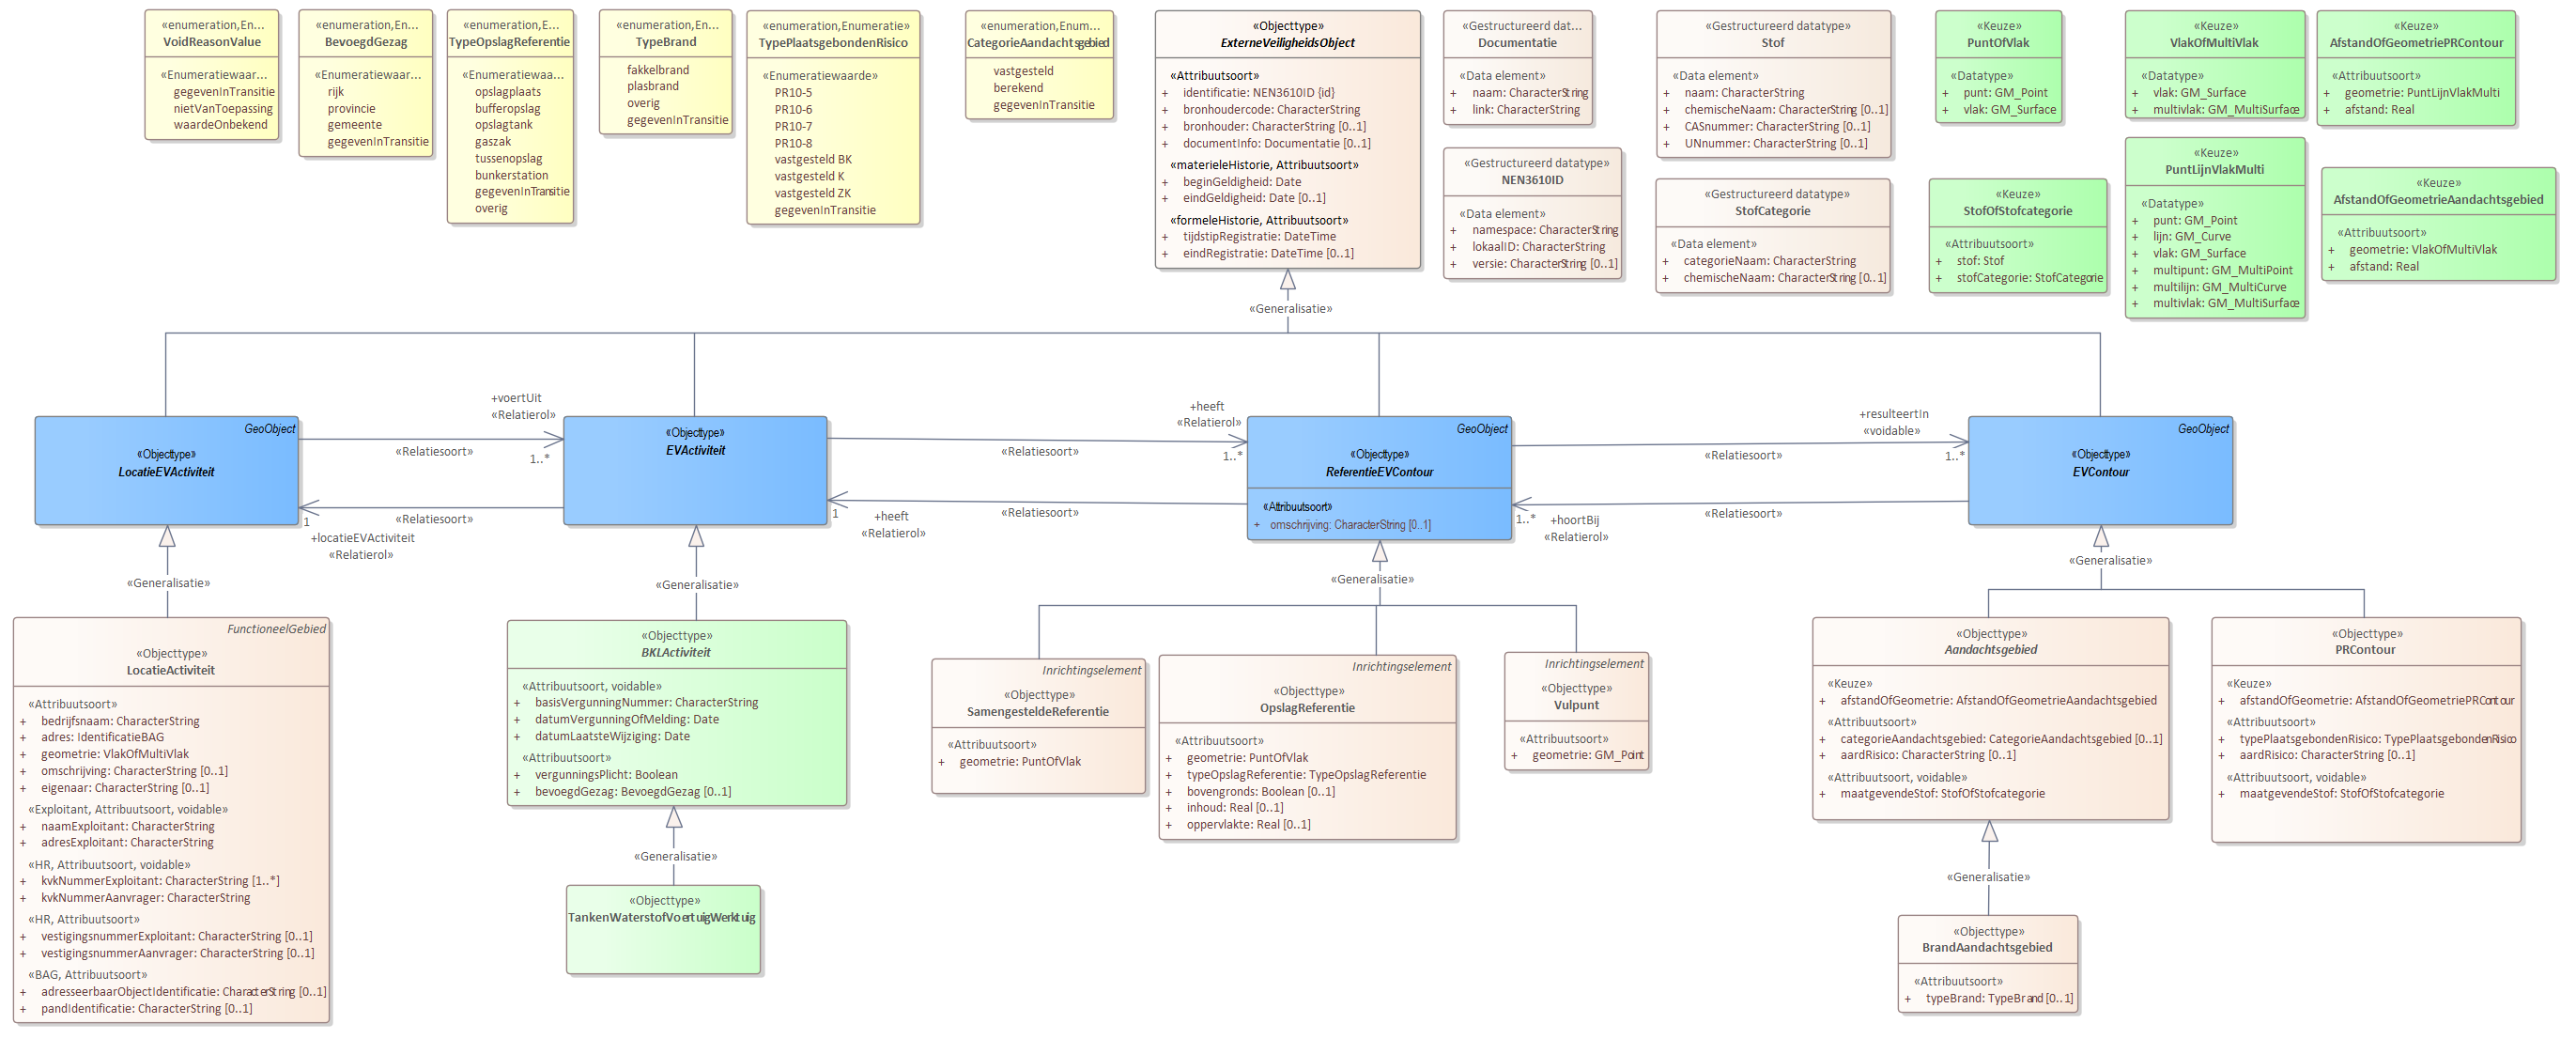 «enumeration,En...
VoidReasonValue
«Enumeratiewaar...
gegevenInTransitie
nietVanToepassing
waardeOnbekend
«enumeration,En...
BevoegdGezag
«Enumeratiewaar...
rijk
provincie
gemeente
gegevenInTransitie
«enumeration,E...
TypeOpslagReferentie
«Enumeratiewaa...
opslagplaats
bufferopslag
opslagtank
gaszak
tussenopslag
bunkerstation
gegevenInTransitie
overig
«enumeration,En...
TypeBrand
fakkelbrand
plasbrand
overig
gegevenInTransitie
«enumeration,Enumeratie»
TypePlaatsgebondenRisico
«Enumeratiewaarde»
PR10-5
PR10-6
PR10-7
PR10-8
vastgesteld BK
vastgesteld K
vastgesteld ZK
gegevenInTransitie
«enumeration,Enum...
CategorieAandachtsgebied
vastgesteld
berekend
gegevenInTransitie
«Objecttype»
ExterneVeiligheidsObject
«Attribuutsoort»
+ identificatie: NEN3610ID {id}
+ bronhoudercode: CharacterString
+ bronhouder: CharacterString [0..1]
+ documentInfo: Documentatie [0..1]
«materieleHistorie, Attribuutsoort»
+ beginGeldigheid: Date
+ eindGeldigheid: Date [0..1]
«formeleHistorie, Attribuutsoort»
+ tijdstipRegistratie: DateTime
+ eindRegistratie: DateTime [0..1]
«Gestructureerd dat...
Documentatie
«Data element»
+ naam: CharacterString
+ link: CharacterString
«Gestructureerd datatype»
NEN3610ID
«Data element»
+ namespace: CharacterString
+ lokaalID: CharacterString
+ versie: CharacterString [0..1]
«Gestructureerd datatype»
Stof
«Data element»
+ naam: CharacterString
+ chemischeNaam: CharacterString [0..1]
+ CASnummer: CharacterString [0..1]
+ UNnummer: CharacterString [0..1]
«Gestructureerd datatype»
StofCategorie
«Data element»
+ categorieNaam: CharacterString
+ chemischeNaam: CharacterString [0..1]
«Keuze»
PuntOfVlak
«Datatype»
+ punt: GM_Point
+ vlak: GM_Surface
«Keuze»
StofOfStofcategorie
«Attribuutsoort»
+ stof: Stof
+ stofCategorie: StofCategorie
«Keuze»
VlakOfMultiVlak
«Datatype»
+ vlak: GM_Surface
+ multivlak: GM_MultiSurface
«Keuze»
PuntLijnVlakMulti
«Datatype»
+ punt: GM_Point
+ lijn: GM_Curve
+ vlak: GM_Surface
+ multipunt: GM_MultiPoint
+ multilijn: GM_MultiCurve
+ multivlak: GM_MultiSurface
«Keuze»
AfstandOfGeometriePRContour
«Attribuutsoort»
+ geometrie: PuntLijnVlakMulti
+ afstand: Real
«Keuze»
AfstandOfGeometrieAandachtsgebied
«Attribuutsoort»
+ geometrie: VlakOfMultiVlak
+ afstand: Real
«Generalisatie»
GeoObject
«Objecttype»
LocatieEVActiviteit
+voertUit
«Relatierol»
«Relatiesoort»
1..*
«Relatiesoort»
1
+locatieEVActiviteit
«Relatierol»
«Objecttype»
EVActiviteit
+heeft
«Relatierol»
«Relatiesoort»
1..*
«Relatiesoort»
1
+heeft
«Relatierol»
GeoObject
«Objecttype»
ReferentieEVContour
«Attribuutsoort»
+ omschrijving: CharacterString [0..1]
+resulteertIn
«voidable»
«Relatiesoort»
1..*
«Relatiesoort»
1..*
+hoortBij
«Relatierol»
GeoObject
«Objecttype»
EVContour
«Generalisatie»
«Generalisatie»
«Generalisatie»
«Generalisatie»
FunctioneelGebied
«Objecttype»
LocatieActiviteit
«Attribuutsoort»
+ bedrijfsnaam: CharacterString
+ adres: IdentificatieBAG
+ geometrie: VlakOfMultiVlak
+ omschrijving: CharacterString [0..1]
+ eigenaar: CharacterString [0..1]
«Exploitant, Attribuutsoort, voidable»
+ naamExploitant: CharacterString
+ adresExploitant: CharacterString
«HR, Attribuutsoort, voidable»
+ kvkNummerExploitant: CharacterString [1..*]
+ kvkNummerAanvrager: CharacterString
«HR, Attribuutsoort»
+ vestigingsnummerExploitant: CharacterString [0..1]
+ vestigingsnummerAanvrager: CharacterString [0..1]
«BAG, Attribuutsoort»
+ adresseerbaarObjectIdentificatie: CharacterString [0..1]
+ pandIdentificatie: CharacterString [0..1]
«Objecttype»
BKLActiviteit
«Attribuutsoort, voidable»
+ basisVergunningNummer: CharacterString
+ datumVergunningOfMelding: Date
+ datumLaatsteWijziging: Date
«Attribuutsoort»
+ vergunningsPlicht: Boolean
+ bevoegdGezag: BevoegdGezag [0..1]
«Generalisatie»
«Objecttype»
TankenWaterstofVoertuigWerktuig
Inrichtingselement
«Objecttype»
SamengesteldeReferentie
«Attribuutsoort»
+ geometrie: PuntOfVlak
Inrichtingselement
«Objecttype»
OpslagReferentie
«Attribuutsoort»
+ geometrie: PuntOfVlak
+ typeOpslagReferentie: TypeOpslagReferentie
+ bovengronds: Boolean [0..1]
+ inhoud: Real [0..1]
+ oppervlakte: Real [0..1]
Inrichtingselement
«Objecttype»
Vulpunt
«Attribuutsoort»
+ geometrie: GM_Point
«Objecttype»
Aandachtsgebied
«Keuze»
+ afstandOfGeometrie: AfstandOfGeometrieAandachtsgebied
«Attribuutsoort»
+ categorieAandachtsgebied: CategorieAandachtsgebied [0..1]
+ aardRisico: CharacterString [0..1]
«Attribuutsoort, voidable»
+ maatgevendeStof: StofOfStofcategorie
«Objecttype»
PRContour
«Keuze»
+ afstandOfGeometrie: AfstandOfGeometriePRContour
«Attribuutsoort»
+ typePlaatsgebondenRisico: TypePlaatsgebondenRisico
+ aardRisico: CharacterString [0..1]
«Attribuutsoort, voidable»
+ maatgevendeStof: StofOfStofcategorie
«Generalisatie»
«Objecttype»
BrandAandachtsgebied
«Attribuutsoort»
+ typeBrand: TypeBrand [0..1]